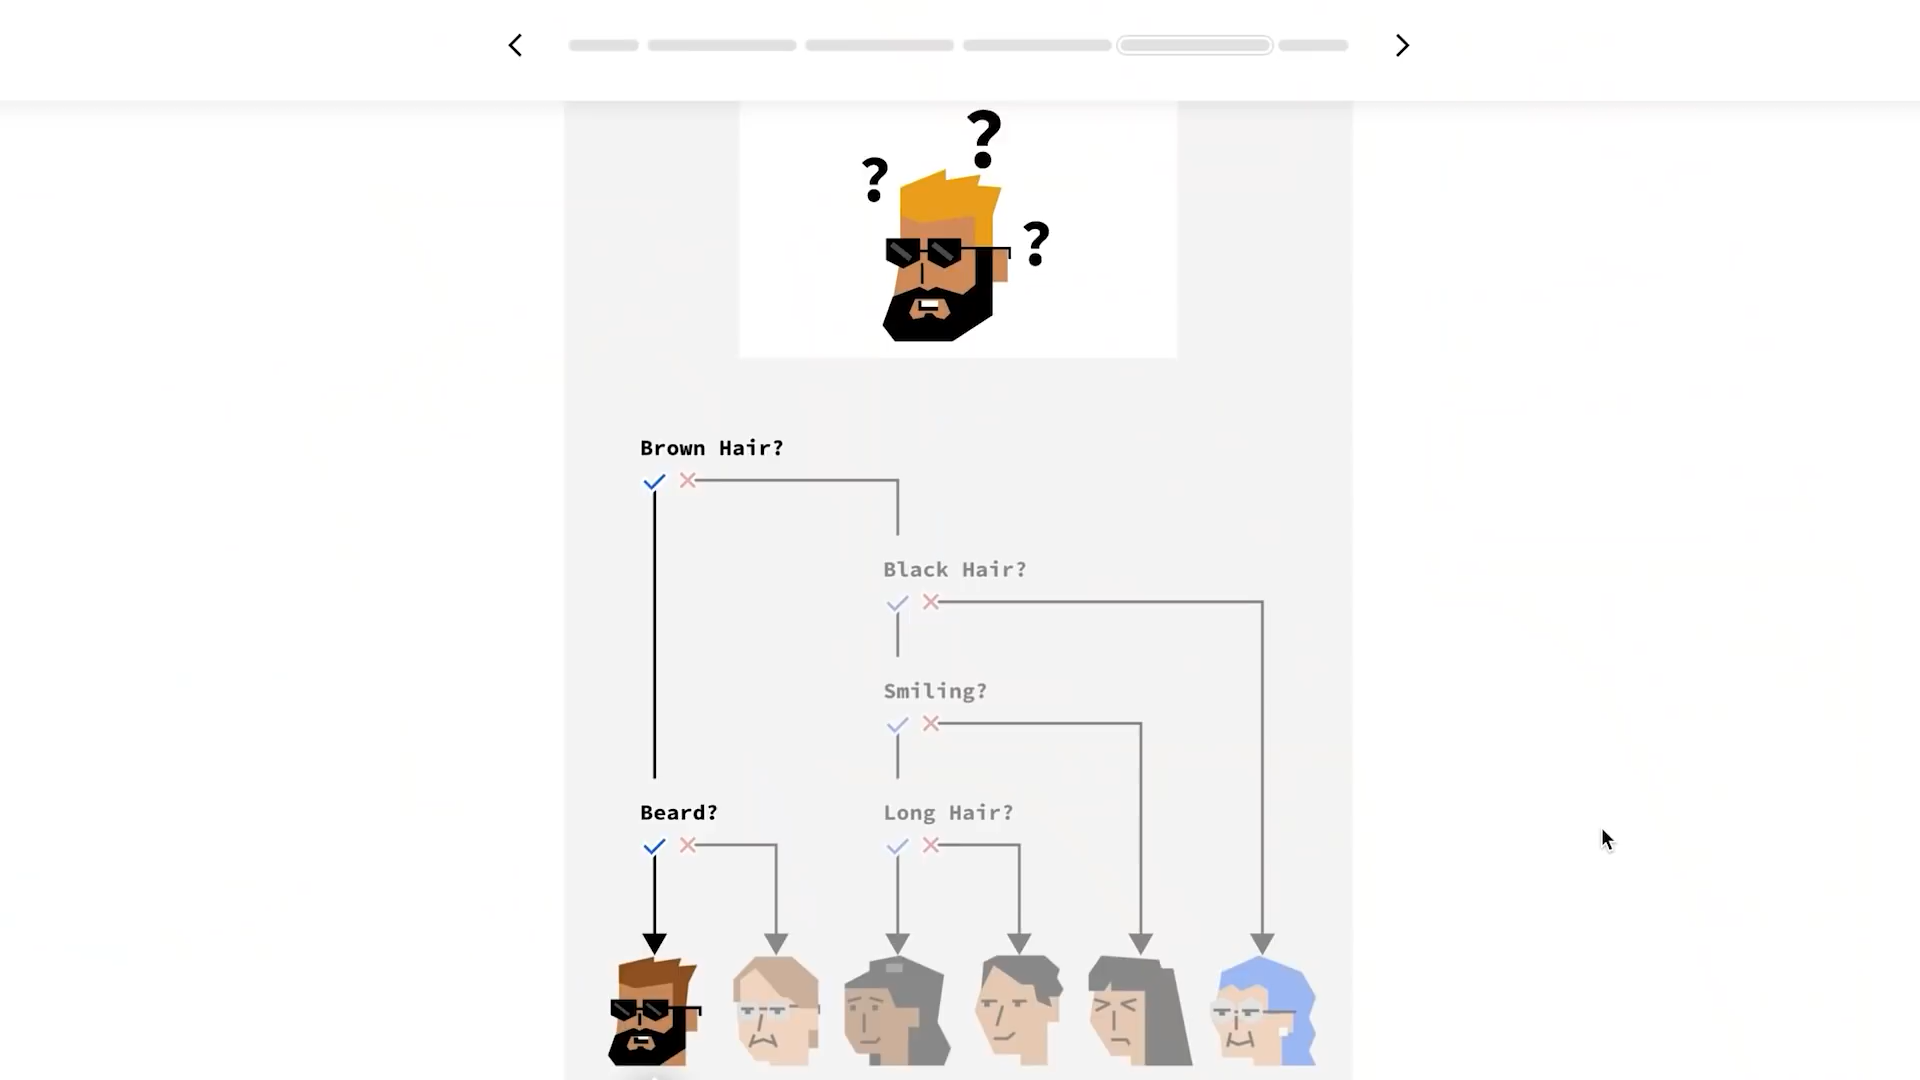 ?
?
?
Brown Hair?
Black Hair?
Smiling?
Beard?
Long Hair?